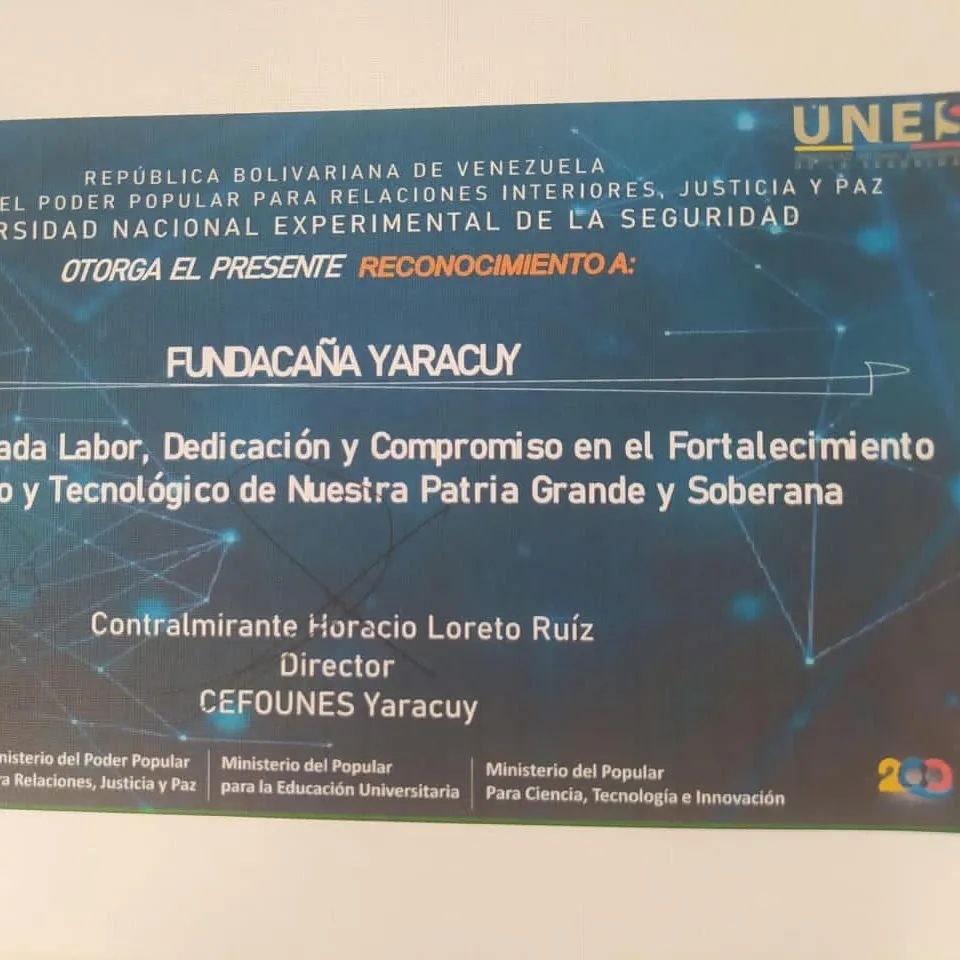 UNES
REPÚBLICA BOLIVARIANA DE VENEZUELA
EL PODER POPULAR PARA RELACIONES INTERIORES, JUSTICIA Y PAZ
RSIDAD NACIONAL EXPERIMENTAL DE LA SEGURIDAD
OTORGA EL PRESENTE RECONOCIMIENTO A:
FUNDACAÑA YARACUY
ada Labor, Dedicación y Compromiso en el Fortalecimiento
o y Tecnológico de Nuestra Patria Grande y Soberana
Contralmirante Horacio Loreto Ruíz
Director
CEFOUNES Yaracuy
nisterio del Poder Popular
ra Relaciones, Justicia y Paz
Ministerio del Popular
para la Educación Universitaria
Ministerio del Popular
Para Ciencia, Tecnología e Innovación
200